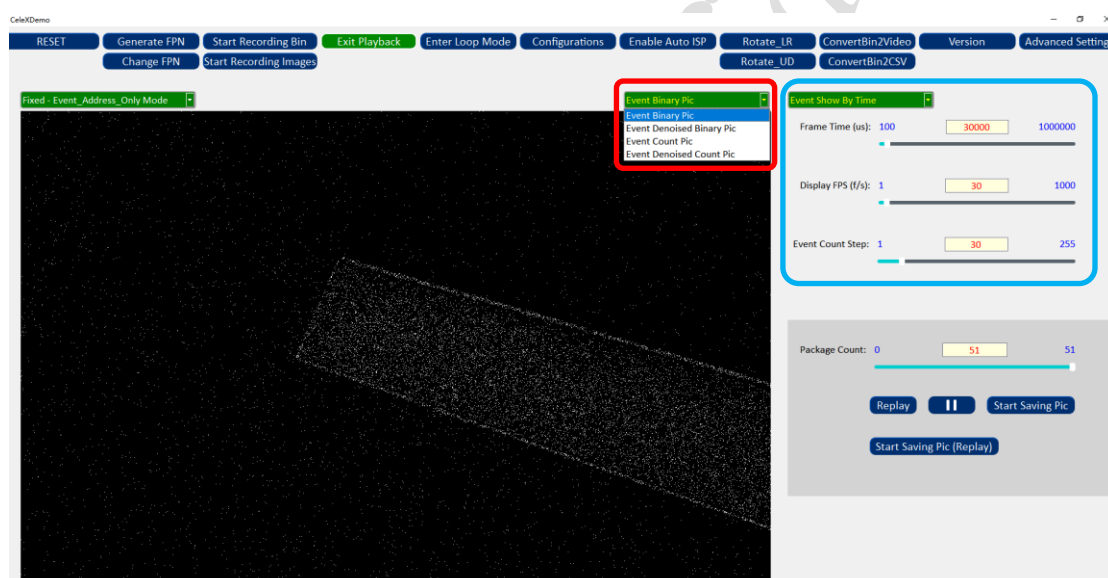 CeleXDemo
RESET Generate FPN Start Recording Bin Exit Playback Enter Loop Mode Configurations Enable Auto ISP Rotate_LR ConvertBin2Video Version Advanced Setting
Change FPN Start Recording Images Rotate_UD ConvertBin2CSV
Fixed - Event_Address_Only Mode Event Binary Pic Event Show By Time
Event Binary Pic
Event Denoised Binary Pic
Event Count Pic
Event Denoised Count Pic
Frame Time (us): 100 30000 1000000
Display FPS (f/s): 1 30 1000
Event Count Step: 1 30 255
Package Count: 0 51 51
Replay Start Saving Pic
Start Saving Pic (Replay)